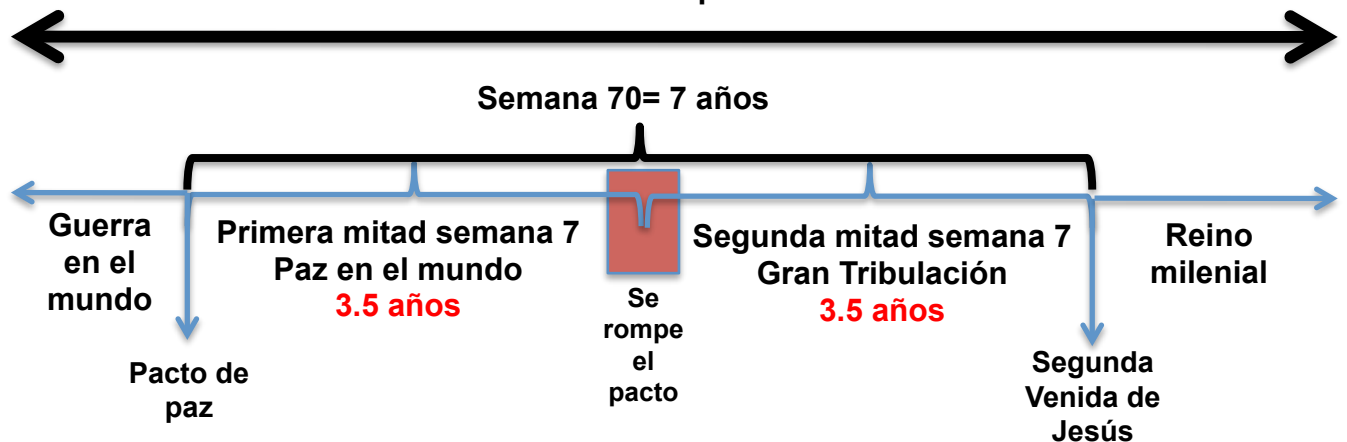 Semana 70= 7 años
Guerra
en el
mundo
Primera mitad semana 7
Paz en el mundo
3.5 años
Segunda mitad semana 7
Gran Tribulación
3.5 años
Reino
milenial
Pacto de
paz
Se
rompe
el
pacto
Segunda
Venida de
Jesús